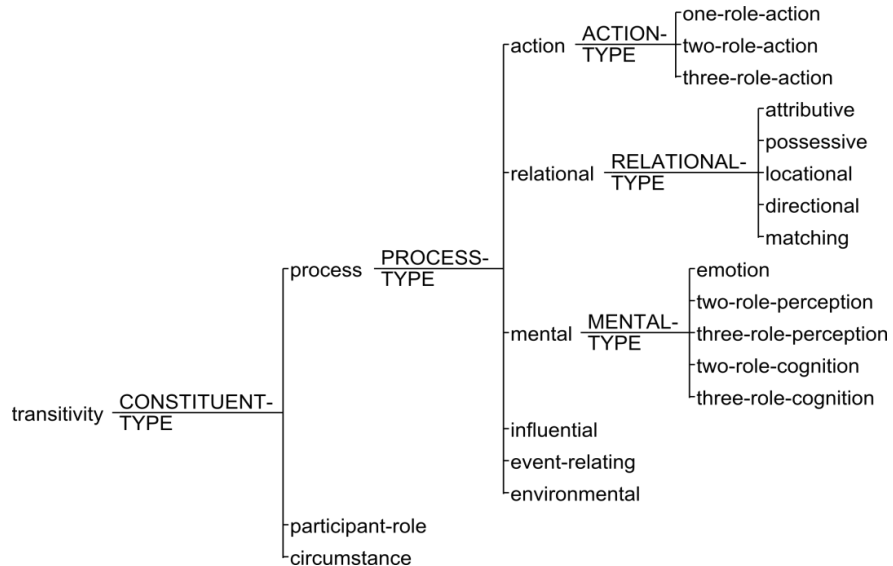 one-role-action
action ACTION-TYPE two-role-action
three-role-action
attributive
possessive
relational RELATIONAL-TYPE locational
directional
matching
process PROCESS-TYPE
emotion
two-role-perception
mental MENTAL-TYPE three-role-perception
two-role-cognition
three-role-cognition
transitivity CONSTITUENT-TYPE
influential
event-relating
environmental
participant-role
circumstance